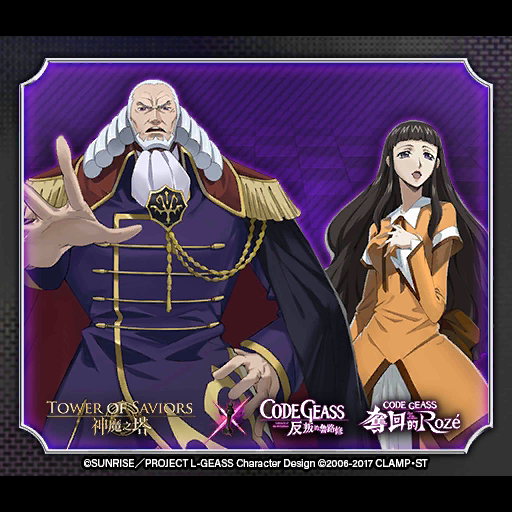 TOWER OF SAVIORS
神魔之塔
X
CODE GEASS
反叛的魯路修
CODE GEASS
奪回的Rozé
©SUNRISE／PROJECT L-GEASS Character Design ©2006-2017 CLAMP・ST